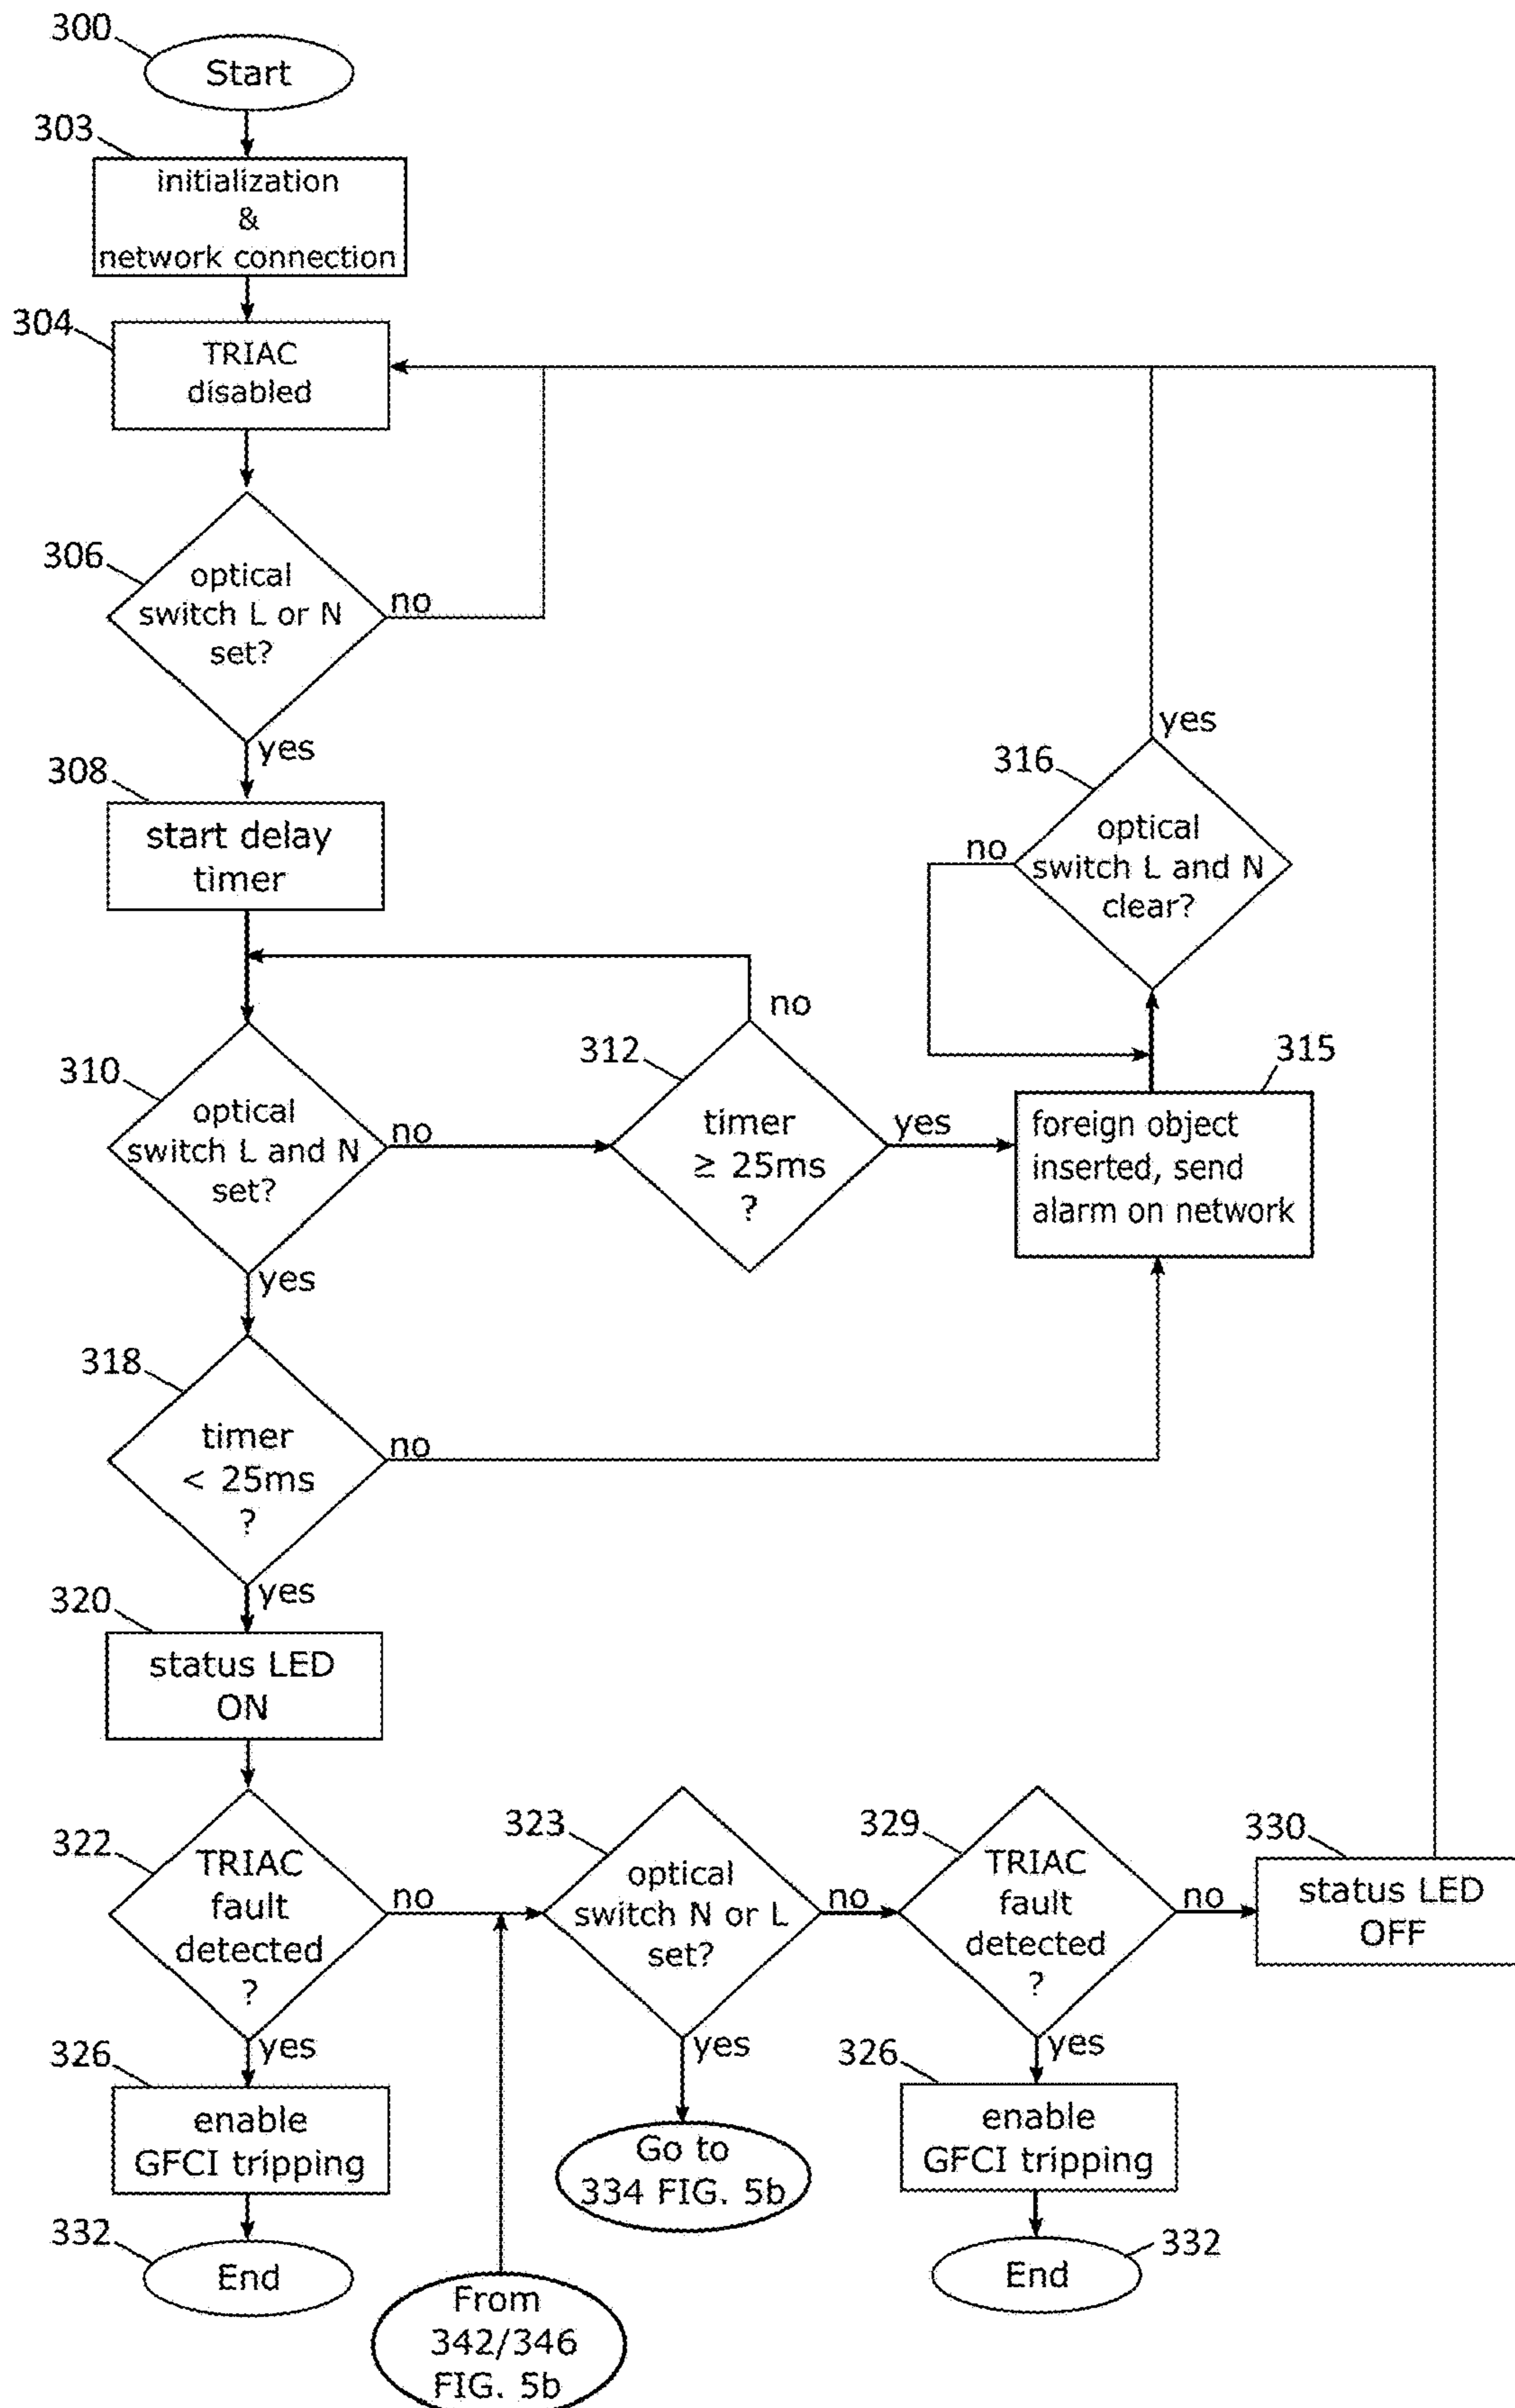 300
Start
303
initialization
&
network connection
304
TRIAC
disabled
306
optical
switch L or N
set?
no
yes
308
start delay
timer
316
optical
switch L and N
clear?
yes
no
310
optical
switch L and N
set?
no
yes
312
timer
≥ 25ms
?
no
yes
315
foreign object
inserted, send
alarm on network
318
timer
< 25ms
?
no
yes
320
status LED
ON
322
TRIAC
fault
detected
?
no
yes
323
optical
switch N or L
set?
no
yes
329
TRIAC
fault
detected
?
no
yes
330
status LED
OFF
326
enable
GFCI tripping
332
End
Go to
334 FIG. 5b
326
enable
GFCI tripping
332
End
From
342/346
FIG. 5b